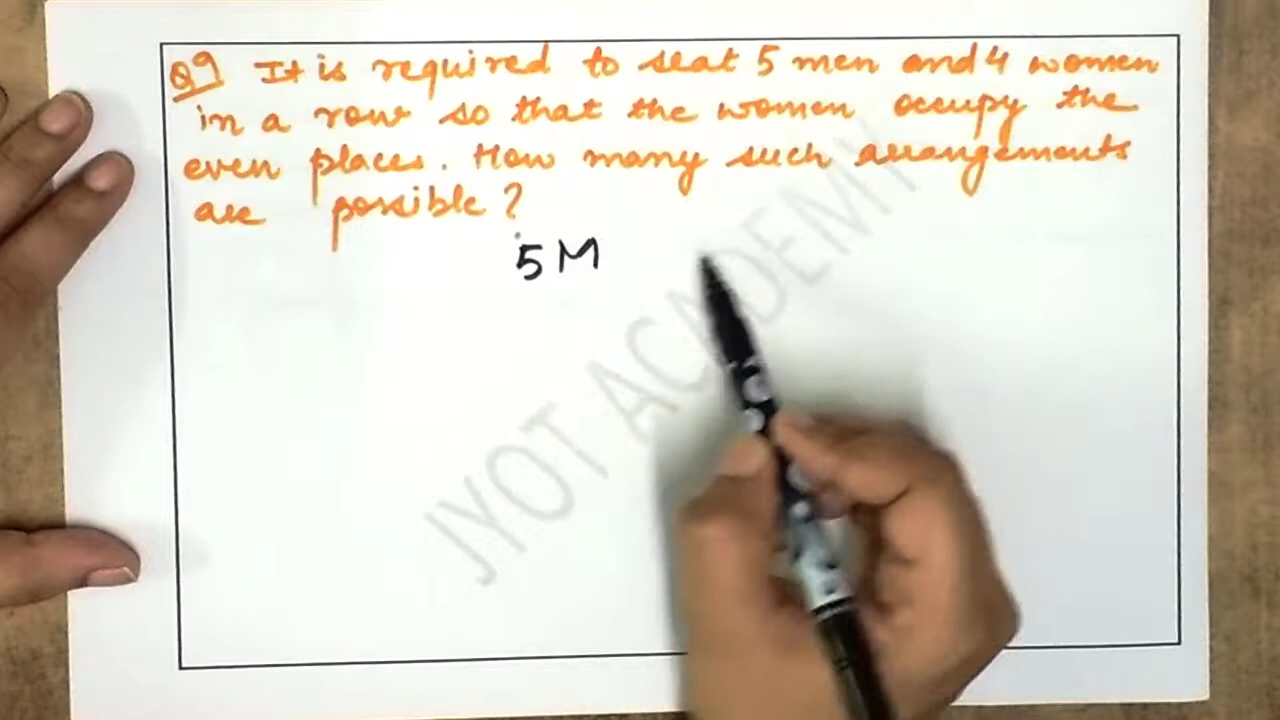 Q9 It is required to seat 5 men and 4 women
in a row so that the women occupy the
even places. How many such arrangements
are possible?
5 M
JYOT ACADEMY